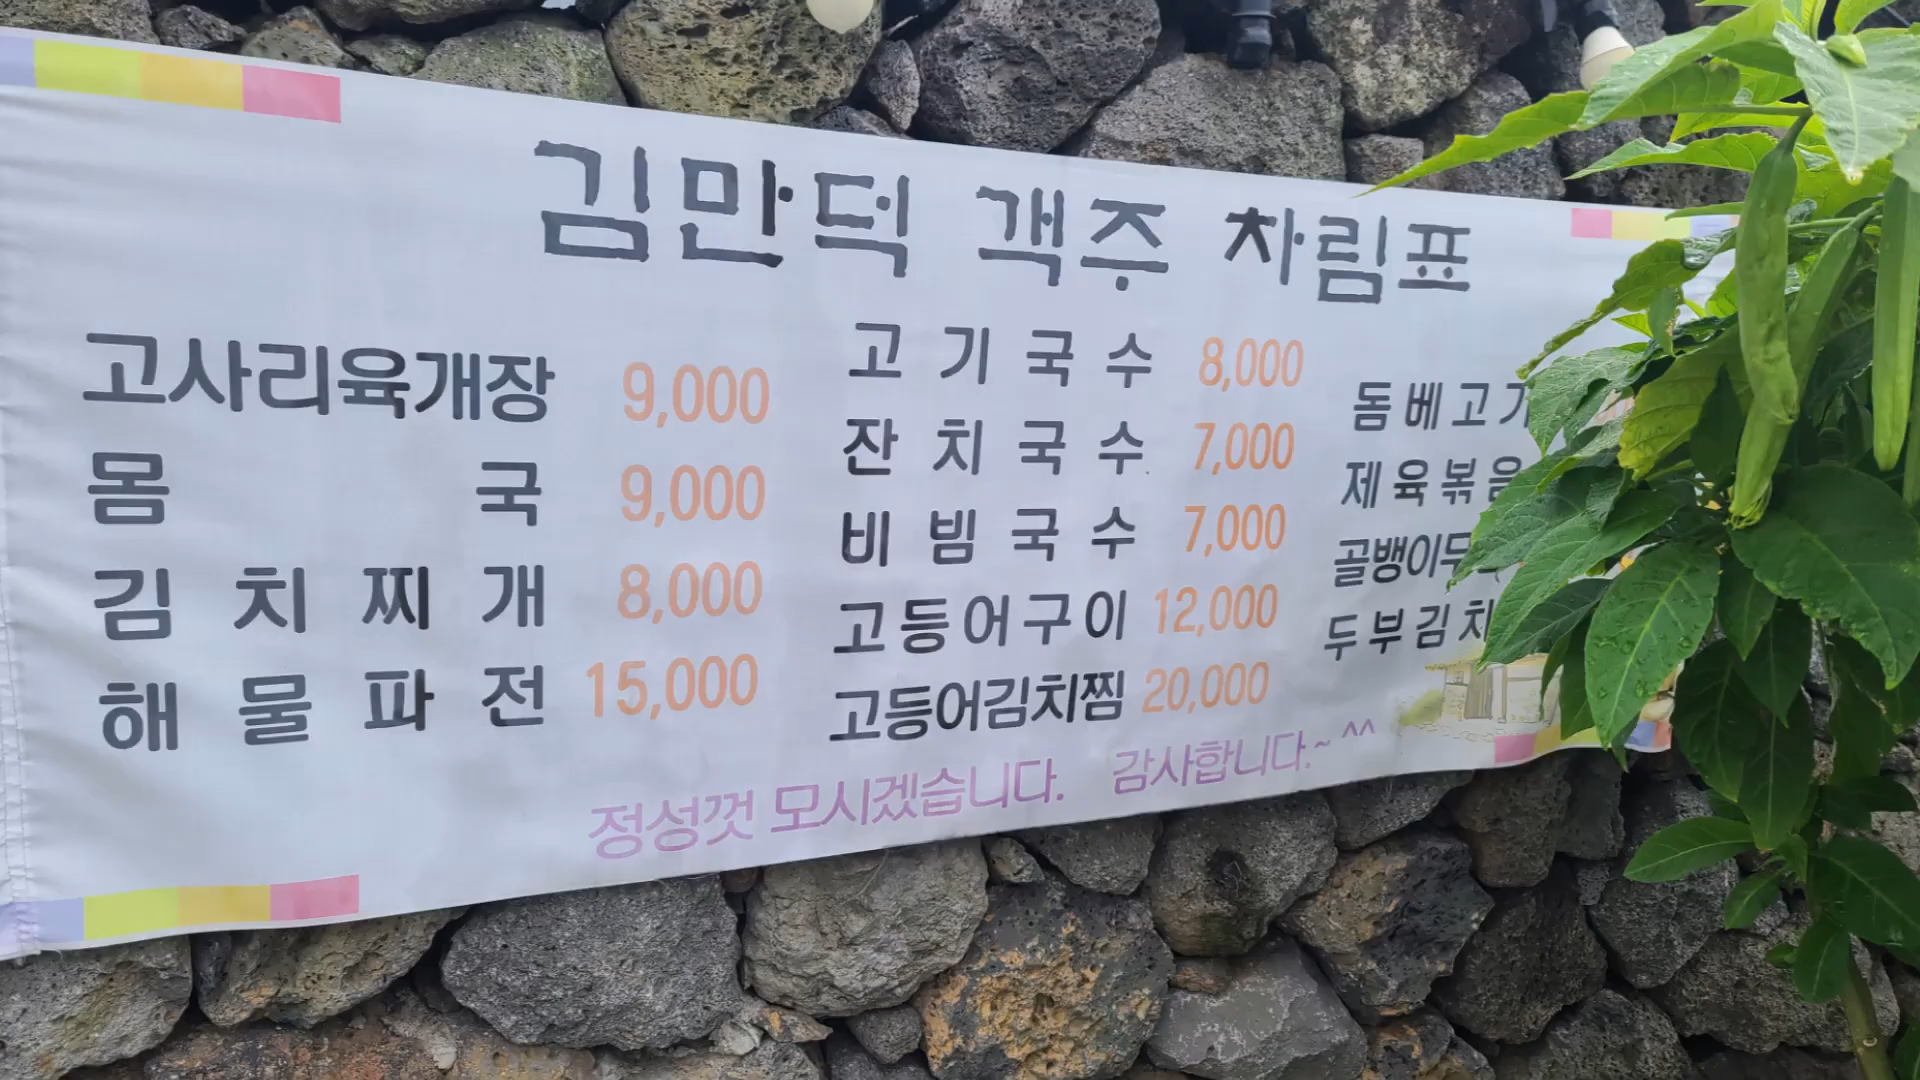 김만덕 객주 차림표
고사리육개장 9,000
몸국 9,000
김치찌개 8,000
해물파전 15,000
고기국수 8,000
잔치국수 7,000
비빔국수 7,000
고등어구이 12,000
고등어김치찜 20,000
돔베고기
제육볶음
두부김치
정성껏 모시겠습니다. 감사합니다.~^^